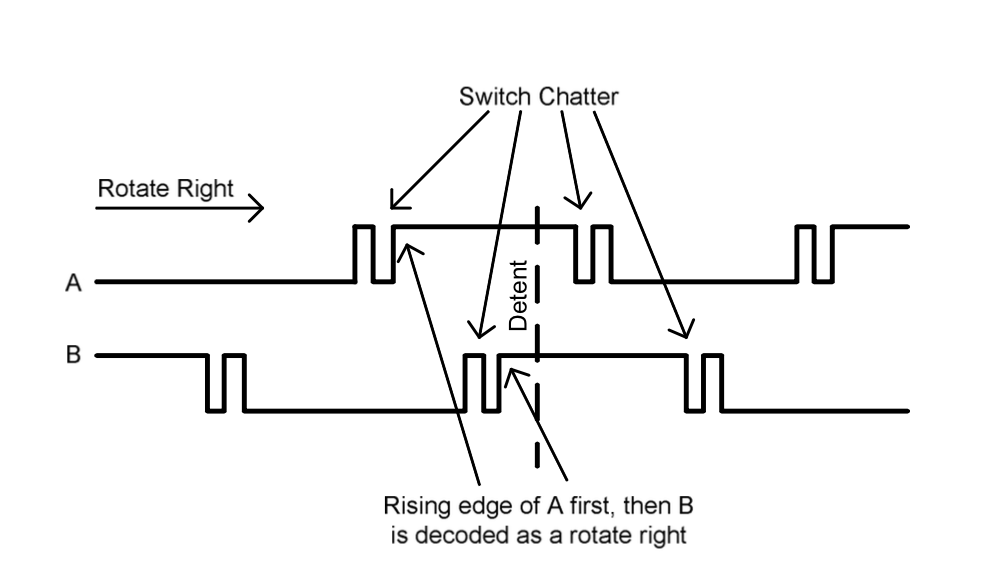 Switch Chatter
Rotate Right
A
Detent
B
Rising edge of A first, then B
is decoded as a rotate right